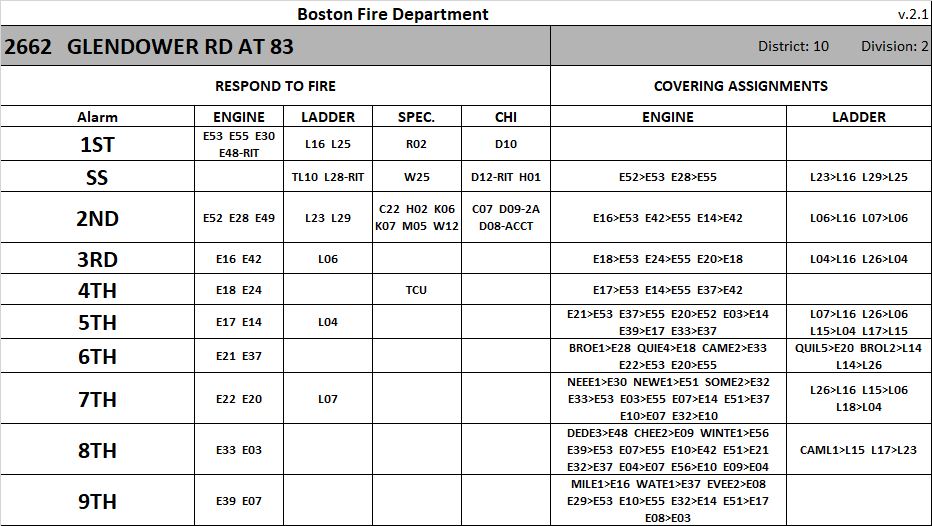 Boston Fire Department v.2.1
2662 GLENDOWER RD AT 83 District: 10 Division: 2
RESPOND TO FIRE COVERING ASSIGNMENTS
Alarm ENGINE LADDER SPEC. CHI ENGINE LADDER
1ST
E53 E55 E30
E48-RIT
L16 L25
R02
D10
SS
TL10 L28-RIT
W25
D12-RIT H01
E52>E53 E28>E55
L23>L16 L29>L25
2ND
E52 E28 E49
L23 L29
C22 H02 K06
K07 M05 W12
C07 D09-2A
D08-ACCT
E16>E53 E42>E55 E14>E42
L06>L16 L07>L06
3RD
E16 E42
L06
E18>E53 E24>E55 E20>E18
L04>L16 L26>L04
4TH
E18 E24
TCU
E17>E53 E14>E55 E37>E42
5TH
E17 E14
L04
E21>E53 E37>E55 E20>E52 E03>E14
E39>E17 E33>E37
L07>L16 L26>L06
L15>L04 L17>L15
6TH
E21 E37
BROE1>E28 QUIE4>E18 CAME2>E33
E22>E53 E20>E55
QUIL5>E20 BROL2>L14
L14>L26
7TH
E22 E20
L07
NEEE1>E30 NEWE1>E51 SOME2>E32
E33>E53 E03>E55 E07>E14 E51>E37
E10>E07 E32>E10
L26>L16 L15>L06
L18>L04
8TH
E33 E03
DEDE3>E48 CHEE2>E09 WINTE1>E56
E39>E53 E07>E55 E10>E42 E51>E21
E32>E37 E04>E07 E56>E10 E09>E04
CAML1>L15 L17>L23
9TH
E39 E07
MILE1>E16 WATE1>E37 EVEE2>E08
E29>E53 E10>E55 E32>E14 E51>E17
E08>E03